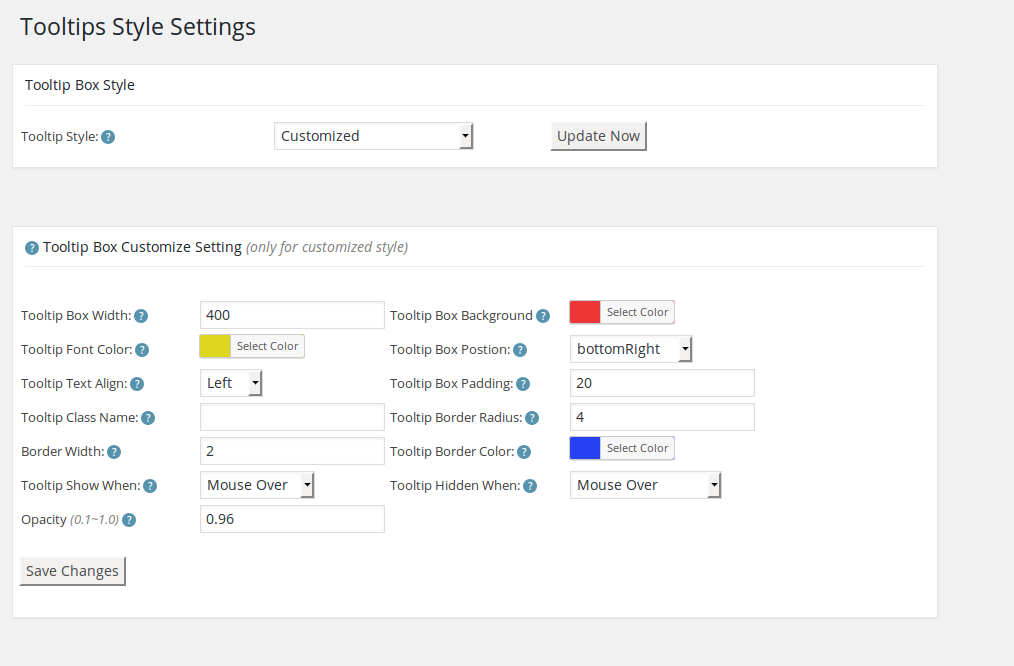 Tooltips Style Settings
Tooltip Box Style
Tooltip Style: ? Customized Update Now
? Tooltip Box Customize Setting (only for customized style)
Tooltip Box Width: ? 400 Tooltip Box Background ? Select Color
Tooltip Font Color: ? Select Color Tooltip Box Postion: ? bottomRight
Tooltip Text Align: ? Left Tooltip Box Padding: ? 20
Tooltip Class Name: ? Tooltip Border Radius: ? 4
Border Width: ? 2 Tooltip Border Color: ? Select Color
Tooltip Show When: ? Mouse Over Tooltip Hidden When: ? Mouse Over
Opacity (0.1~1.0) ? 0.96
Save Changes